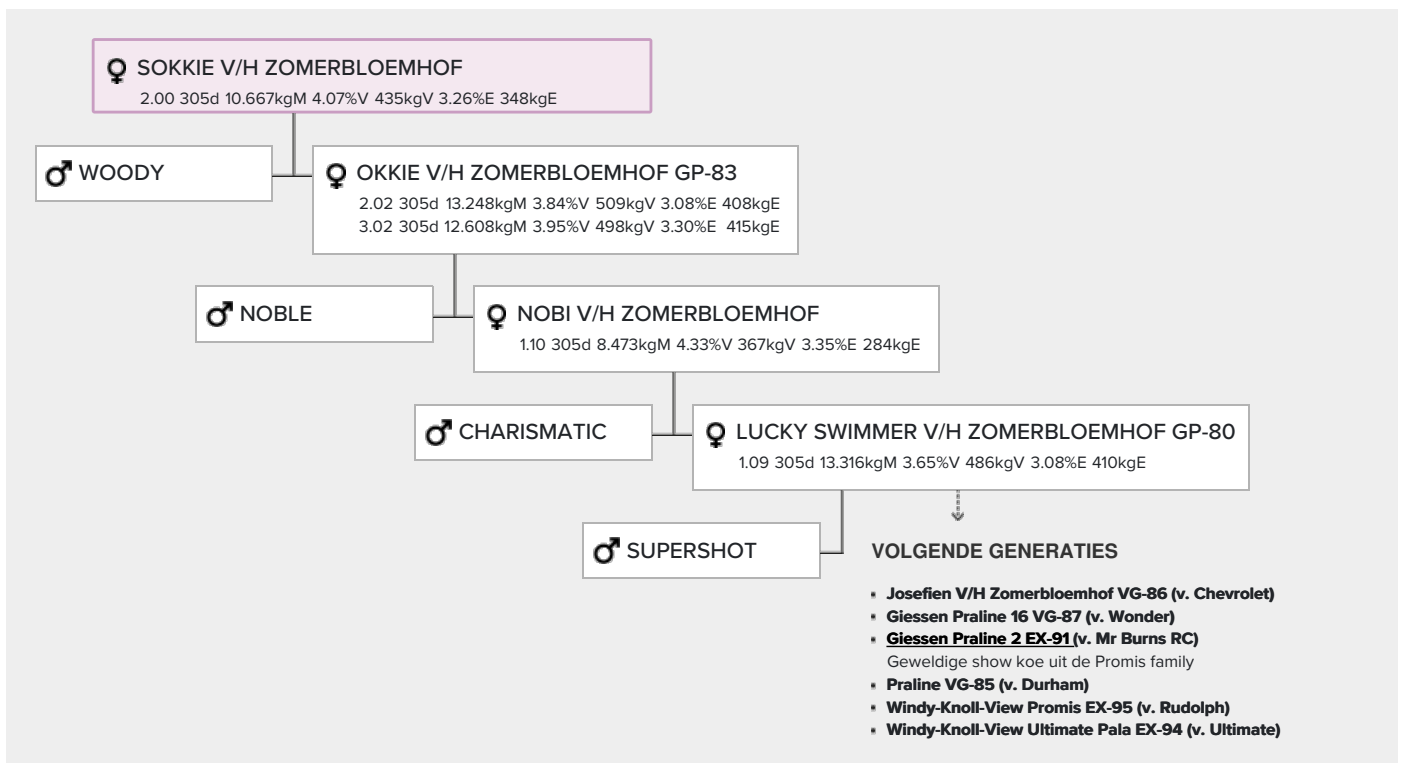 SOKKIE V/H ZOMERBLOEMHOF
2.00 305d 10.667kgM 4.07%V 435kgV 3.26%E 348kgE
WOODY
OKKIE V/H ZOMERBLOEMHOF GP-83
2.02 305d 13.248kgM 3.84%V 509kgV 3.08%E 408kgE
3.02 305d 12.608kgM 3.95%V 498kgV 3.30%E 415kgE
NOBLE
NOBI V/H ZOMERBLOEMHOF
1.10 305d 8.473kgM 4.33%V 367kgV 3.35%E 284kgE
CHARISMATIC
LUCKY SWIMMER V/H ZOMERBLOEMHOF GP-80
1.09 305d 13.316kgM 3.65%V 486kgV 3.08%E 410kgE
SUPERSHOT
VOLGENDE GENERATIES
Josefien V/H Zomerbloemhof VG-86 (v. Chevrolet)
Giessen Praline 16 VG-87 (v. Wonder)
Giessen Praline 2 EX-91 (v. Mr Burns RC)
Geweldige show koe uit de Promis family
Praline VG-85 (v. Durham)
Windy-Knoll-View Promis EX-95 (v. Rudolph)
Windy-Knoll-View Ultimate Pala EX-94 (v. Ultimate)